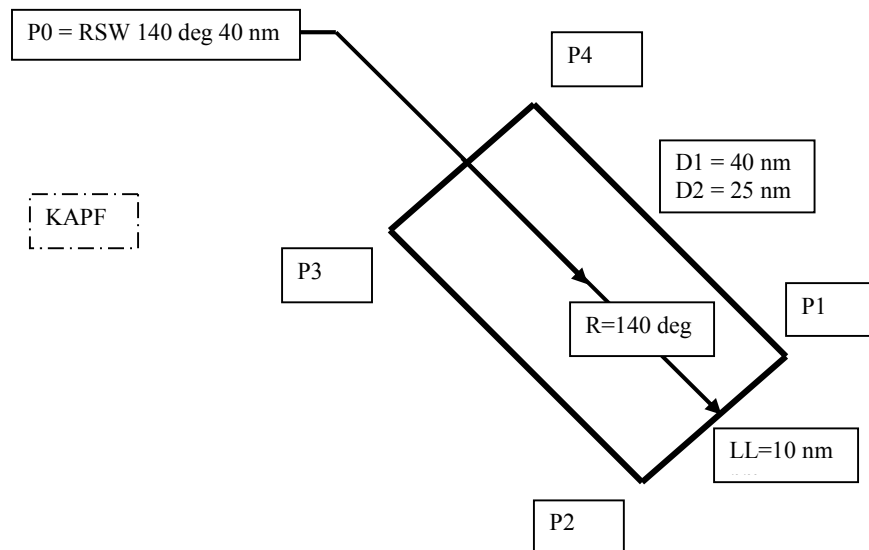 P0 = RSW 140 deg 40 nm
P4
D1 = 40 nm
D2 = 25 nm
KAPF
P3
P1
R=140 deg
LL=10 nm
P2